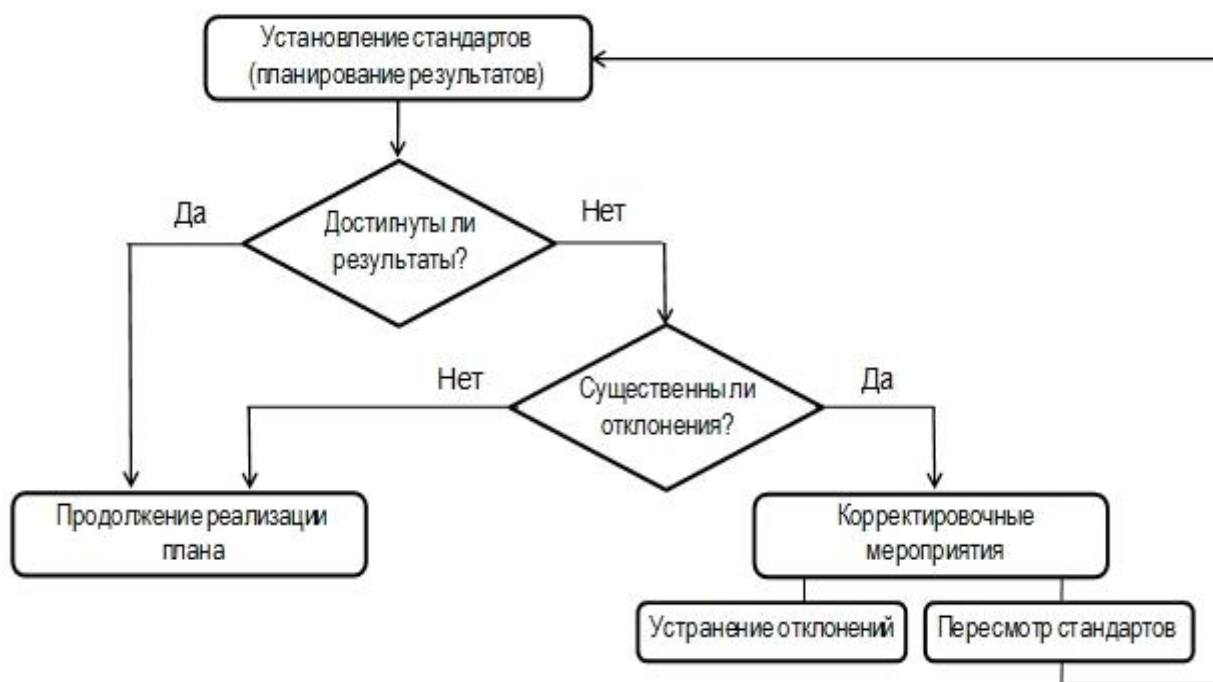 Установление стандартов
(планирование результатов)
Да
Достигнуты ли
результаты?
Нет
Нет
Существенны ли
отклонения?
Да
Продолжение реализации
плана
Корректировочные
мероприятия
Устранение отклонений
Пересмотр стандартов